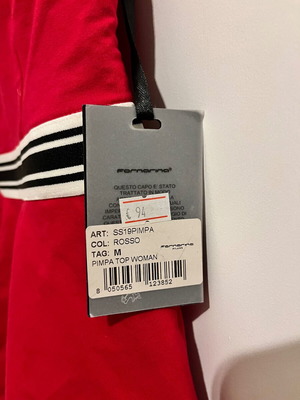 Fornarina
QUESTO CAPO È STATO
TRATTATO IN MODO
€ 94
ART: SS19PIMPA
COL: ROSSO
TAG: M
PIMPA TOP WOMAN
Fornarina
8 050565 123852